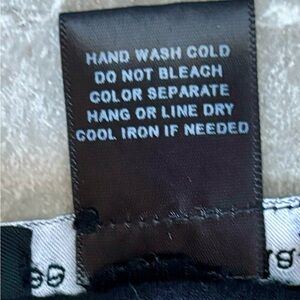 HAND WASH COLD
DO NOT BLEACH
COLOR SEPARATE
HANG OR LINE DRY
COOL IRON IF NEEDED